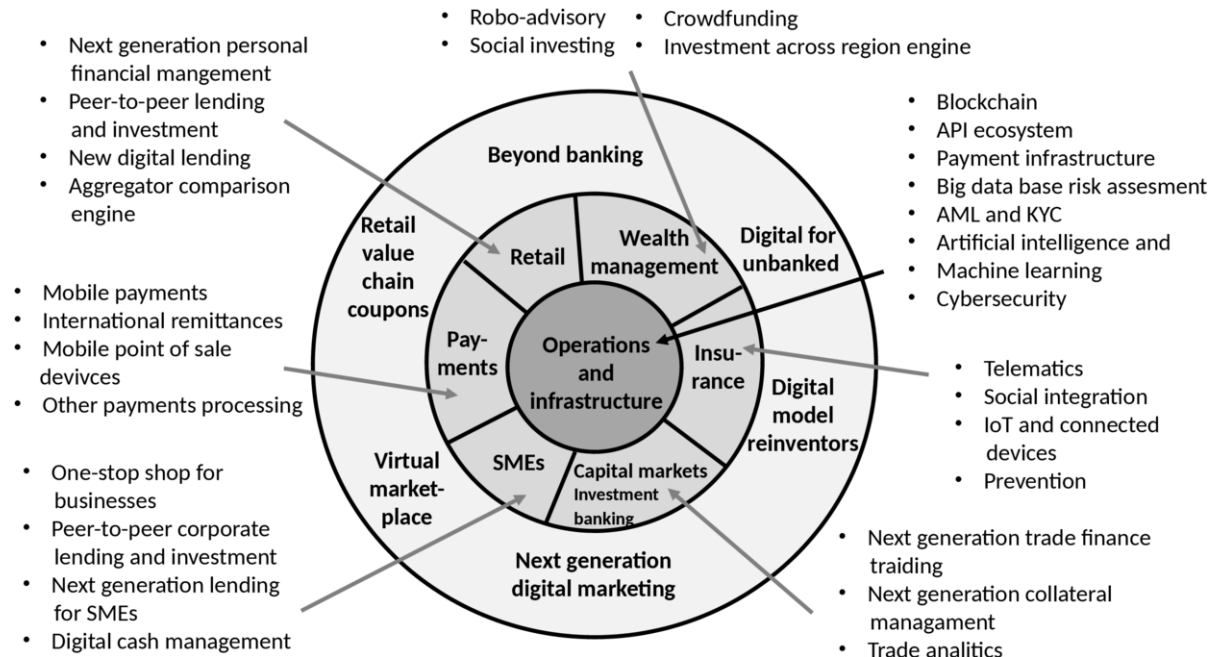 • Robo-advisory • Crowdfunding
• Social investing • Investment across region engine
• Next generation personal
financial mangement
• Peer-to-peer lending
and investment
• New digital lending
• Aggregator comparison
engine
• Blockchain
• API ecosystem
• Payment infrastructure
• Big data base risk assesment
• AML and KYC
• Artificial intelligence and
• Machine learning
• Cybersecurity
Beyond banking
Retail
value
chain
coupons
Retail
Wealth
management
Digital for
unbanked
• Mobile payments
• International remittances
• Mobile point of sale
devivces
• Other payments processing
Pay-
ments
Operations
and
infrastructure
Insu-
rance
Digital
model
reinventors
• Telematics
• Social integration
• IoT and connected
devices
• Prevention
• One-stop shop for
businesses
• Peer-to-peer corporate
lending and investment
• Next generation lending
for SMEs
• Digital cash management
Virtual
market-
place
SMEs
Capital markets
Investment
banking
Next generation
digital marketing
• Next generation trade finance
traiding
• Next generation collateral
managament
• Trade analitics